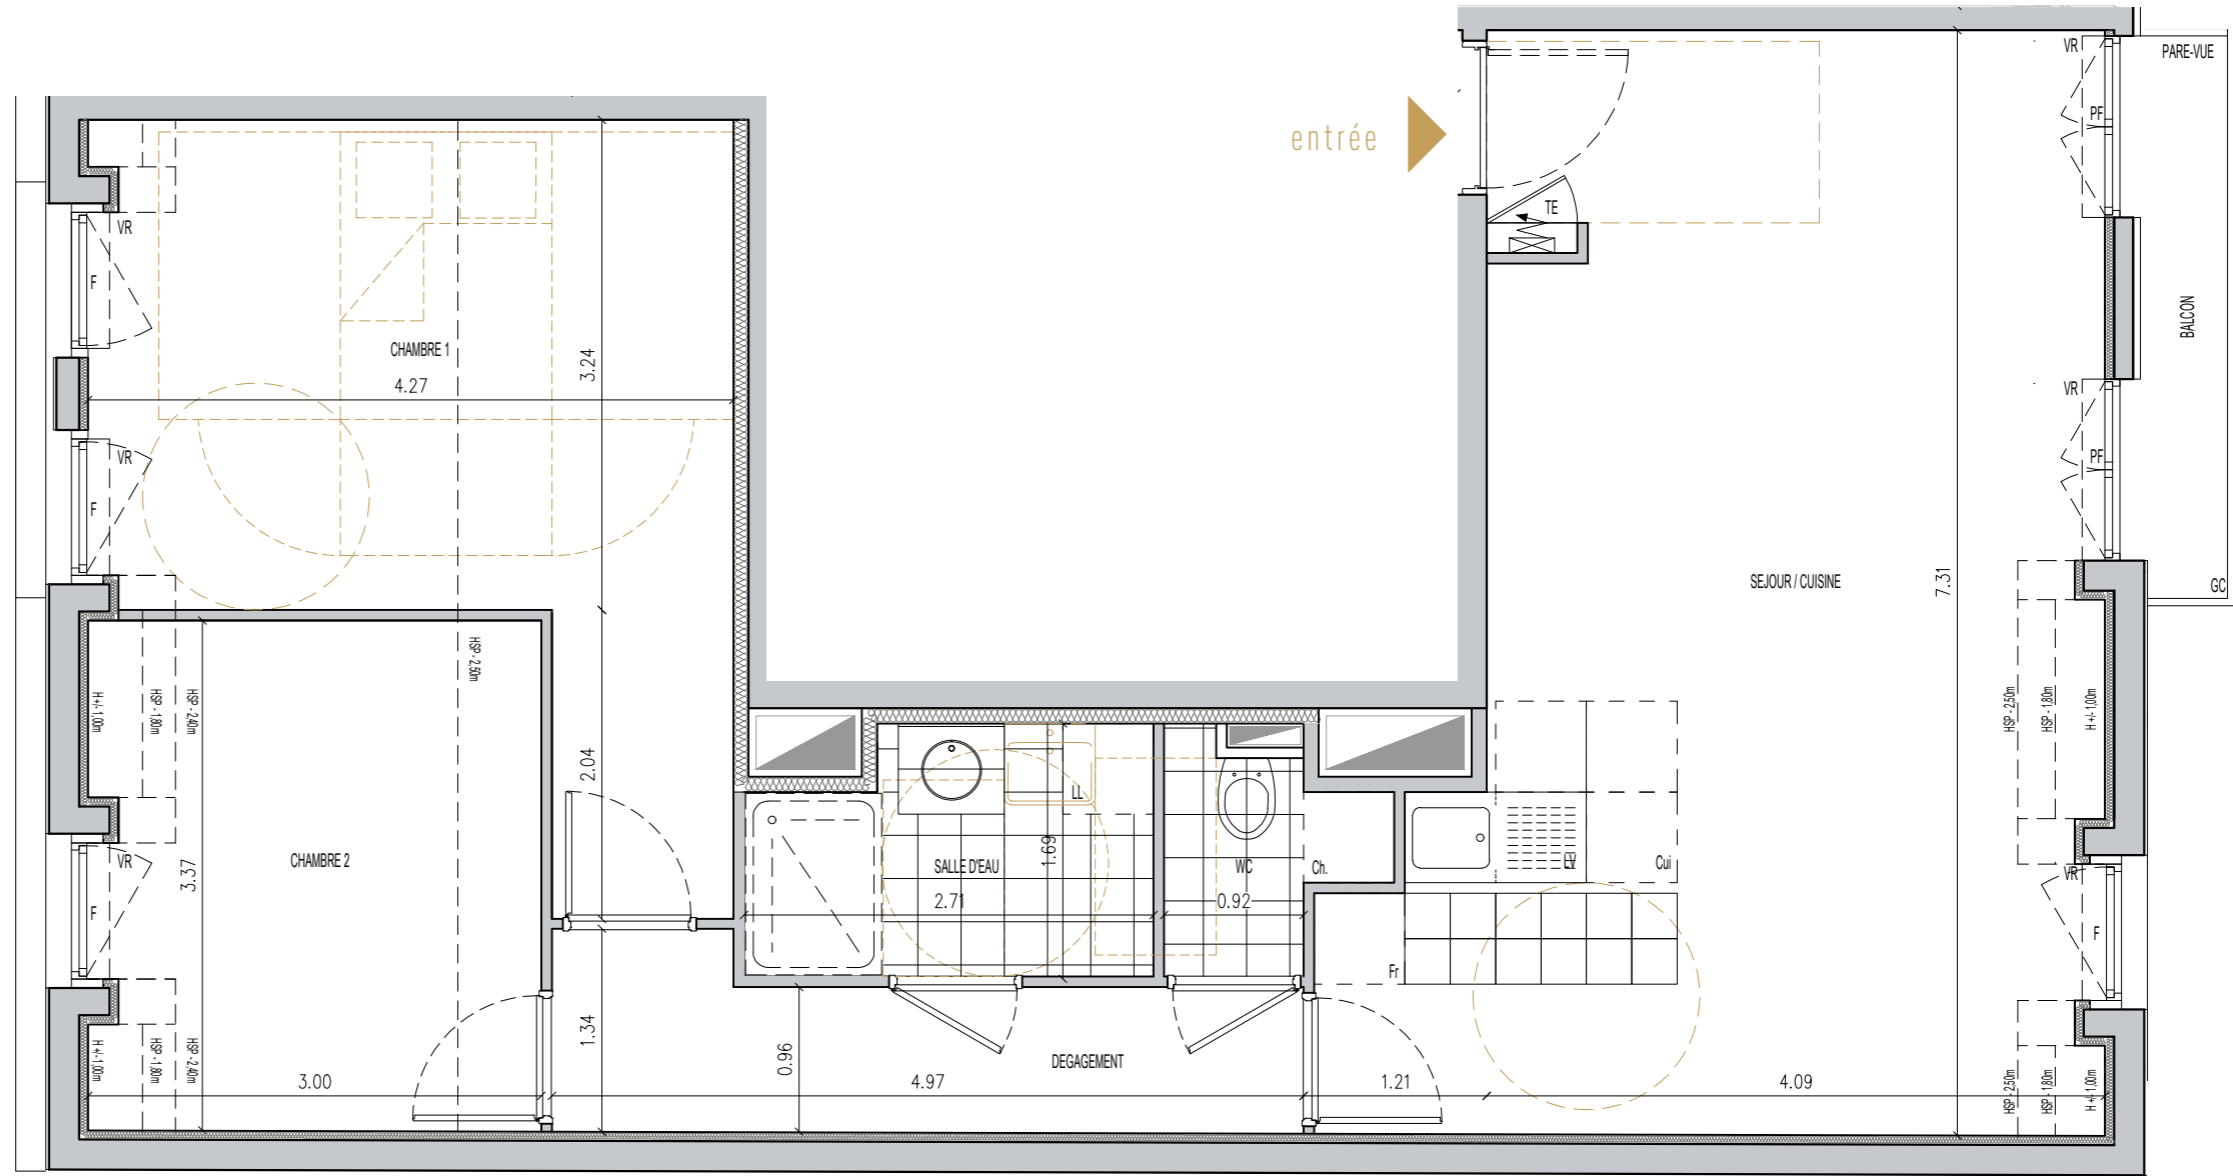 entrée
VR
PARE-VUE
PF
TE
VR
F
BALCON
CHAMBRE 1
4.27
3.24
VR
PF
VR
F
SEJOUR / CUISINE
7.31
GC
HSP - 2,50m
H +/- 1,00m
HSP - 1,80m
HSP - 2,40m
HSP - 2,50m
HSP - 1,80m
H +/- 1,00m
2.04
LL
CHAMBRE 2
3.37
VR
F
SALLE D'EAU
2.71
1.69
WC
0.92
Ch.
LV
Cui
VR
F
Fr
H +/- 1,00m
HSP - 1,80m
HSP - 2,40m
3.00
1.34
0.96
4.97
DEGAGEMENT
1.21
4.09
HSP - 2,50m
HSP - 1,80m
H +/- 1,00m